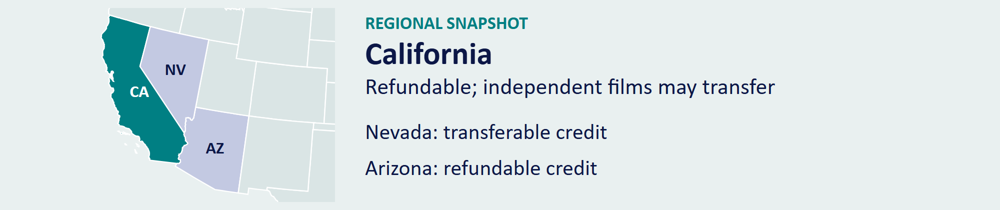 NV
CA
AZ
REGIONAL SNAPSHOT
California
Refundable; independent films may transfer
Nevada: transferable credit
Arizona: refundable credit